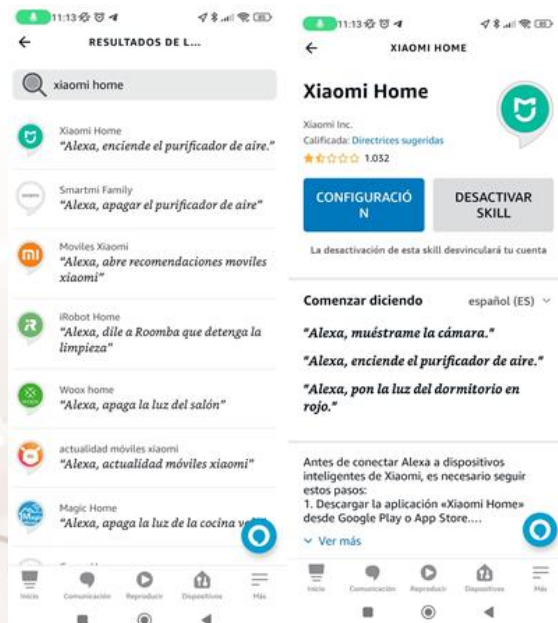 11:13
RESULTADOS DE L...
xiaomi home
Xiaomi Home
"Alexa, enciende el purificador de aire."
Smartmi Family
"Alexa, apagar el purificador de aire"
Moviles Xiaomi
"Alexa, abre recomendaciones moviles
xiaomi"
iRobot Home
"Alexa, dile a Roomba que detenga la
limpieza"
Woox home
"Alexa, apaga la luz del salón"
actualidad móviles xiaomi
"Alexa, actualidad móviles xiaomi"
Magic Home
"Alexa, apaga la luz de la cocina
Inicio Comunicación Reproducir Dispositivos Más
11:13
XIAOMI HOME
Xiaomi Home
Xiaomi Inc.
Calificada: Directrices sugeridas
1.032
CONFIGURACIÓ
N
DESACTIVAR
SKILL
La desactivación de esta skill desvinculará tu cuenta
Comenzar diciendo español (ES)
"Alexa, muéstrame la cámara."
"Alexa, enciende el purificador de aire."
"Alexa, pon la luz del dormitorio en
rojo."
Antes de conectar Alexa a dispositivos
inteligentes de Xiaomi, es necesario seguir
estos pasos:
1. Descargar la aplicación «Xiaomi Home»
desde Google Play o App Store....
Ver más
Inicio Comunicación Reproducir Dispositivos Más